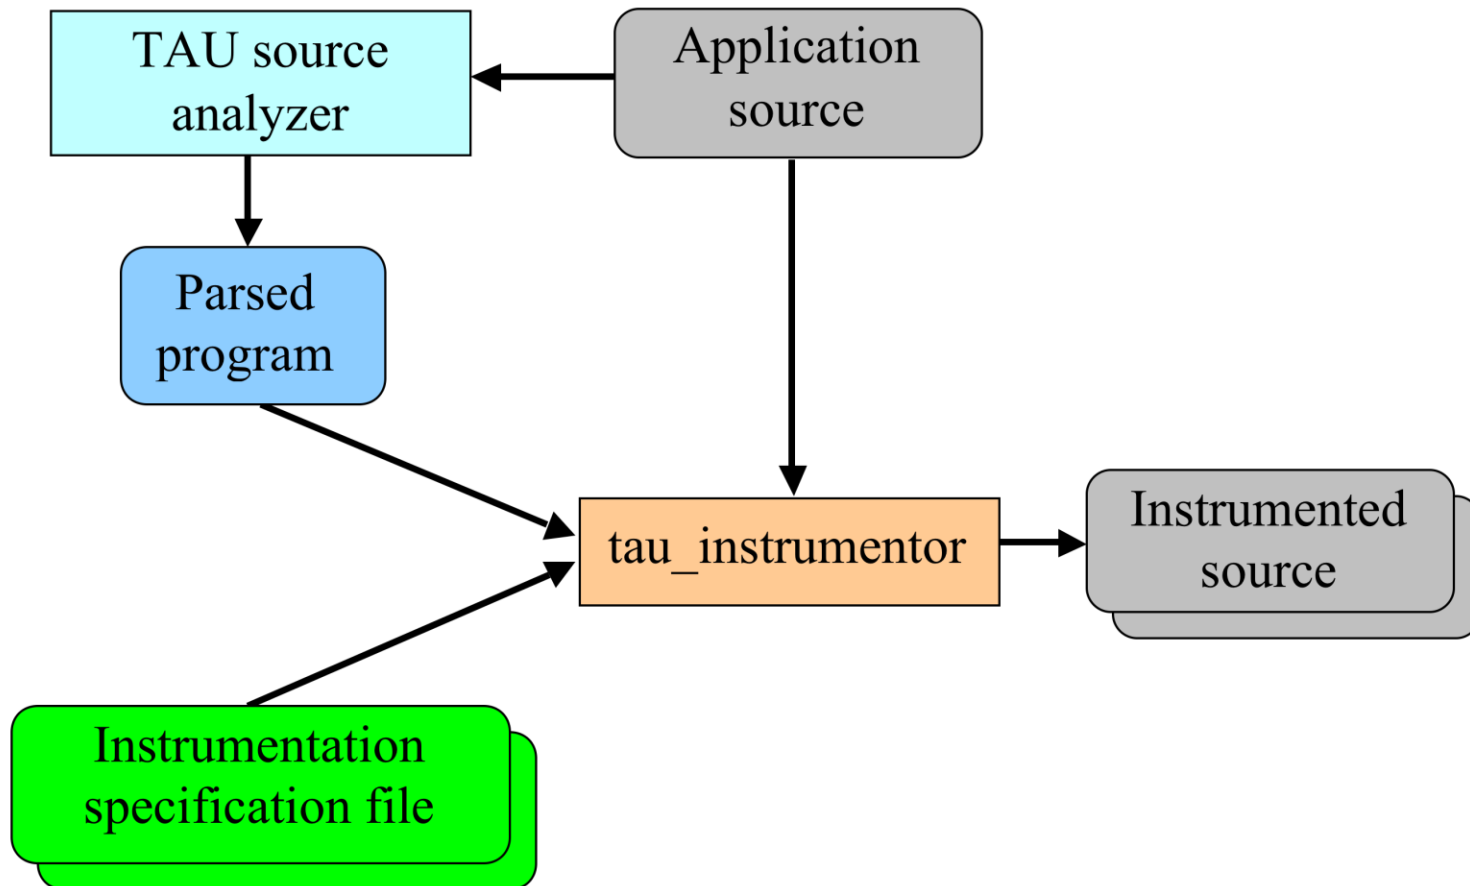 TAU source
analyzer
Application
source
Parsed
program
tau_instrumentor
Instrumented
source
Instrumentation
specification file